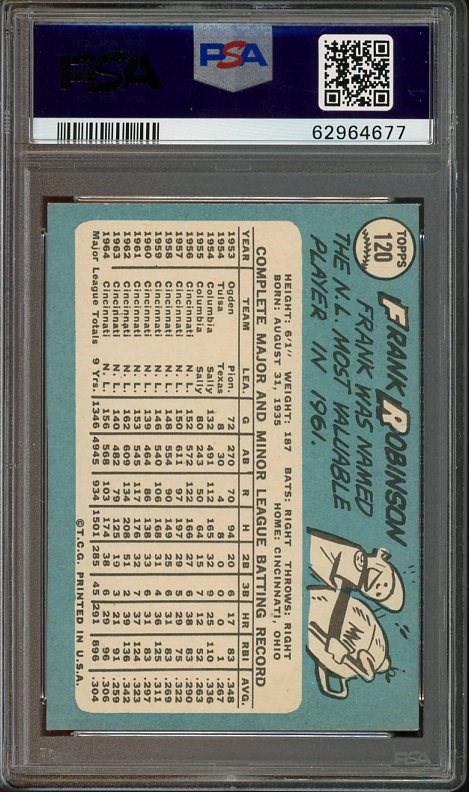 PSA
PSA
62964677
TOPPS
120
FRANK ROBINSON
FRANK WAS NAMED
THE N.L. MOST VALUABLE
PLAYER IN 1961.
HEIGHT: 6'1" WEIGHT: 187 BATS: RIGHT THROWS: RIGHT
BORN: AUGUST 31, 1935 HOME: CINCINNATI, OHIO
COMPLETE MAJOR AND MINOR LEAGUE BATTING RECORD
YEAR TEAM LEA. G AB R H 2B 3B HR RBI AVG.
1953 Ogden Pion. 72 270 70 94 20 6 17 83 .348
1954 Tulsa Texas 8 30 4 8 0 0 0 1 .267
1954 Columbia Sally 132 491 112 165 32 9 25 110 .336
1955 Columbia Sally 80 243 50 64 15 7 12 52 .263
1956 Cincinnati N. L. 152 572 122 166 27 6 38 83 .290
1957 Cincinnati N. L. 150 611 97 197 29 5 29 75 .322
1958 Cincinnati N. L. 148 554 90 149 25 6 31 83 .269
1959 Cincinnati N. L. 146 540 106 168 31 4 36 125 .311
1960 Cincinnati N. L. 139 464 86 138 33 6 31 83 .297
1961 Cincinnati N. L. 153 545 117 176 32 7 37 124 .323
1962 Cincinnati N. L. 162 609 134 208 51 2 39 136 .342
1963 Cincinnati N. L. 140 482 79 125 19 3 21 91 .259
1964 Cincinnati N. L. 156 568 103 174 38 6 29 96 .306
Major League Totals 9 Yrs. 1346 4945 934 1501 285 45 291 896 .304
©T.C.G. PRINTED IN U.S.A.
PSA